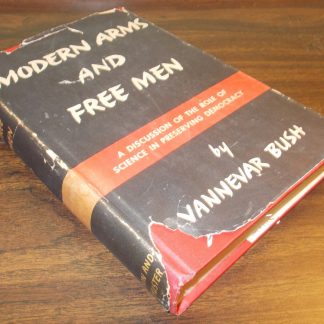 MODERN ARMS
AND
FREE MEN
A DISCUSSION OF THE ROLE OF
SCIENCE IN PRESERVING DEMOCRACY
by
VANNEVAR BUSH